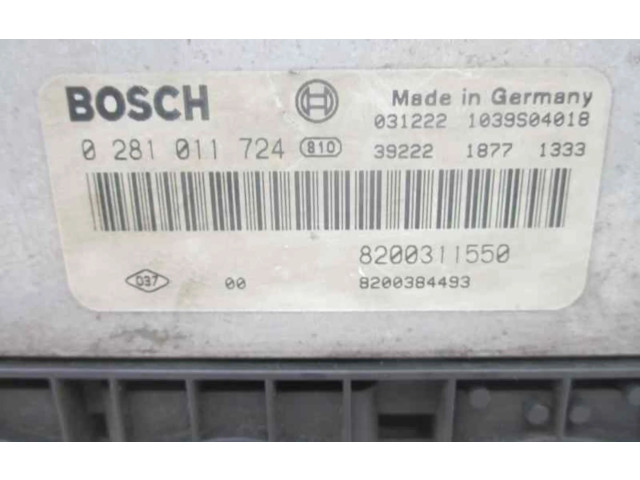 BOSCH Made in Germany
031222 1039S04018
0 281 011 724 810 39222 1877 1333
8200311550
037 00 8200384493